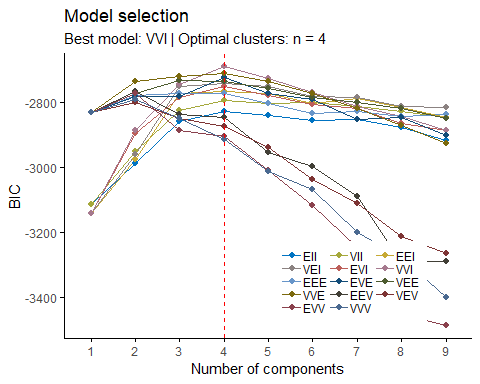 Model selection
Best model: VVI | Optimal clusters: n = 4
-2800
-3000
-3200
-3400
BIC
EII VII EEI
VEI EVI VVI
EEE EVE VEE
VVE EEV VEV
EVV VVV
1 2 3 4 5 6 7 8 9
Number of components